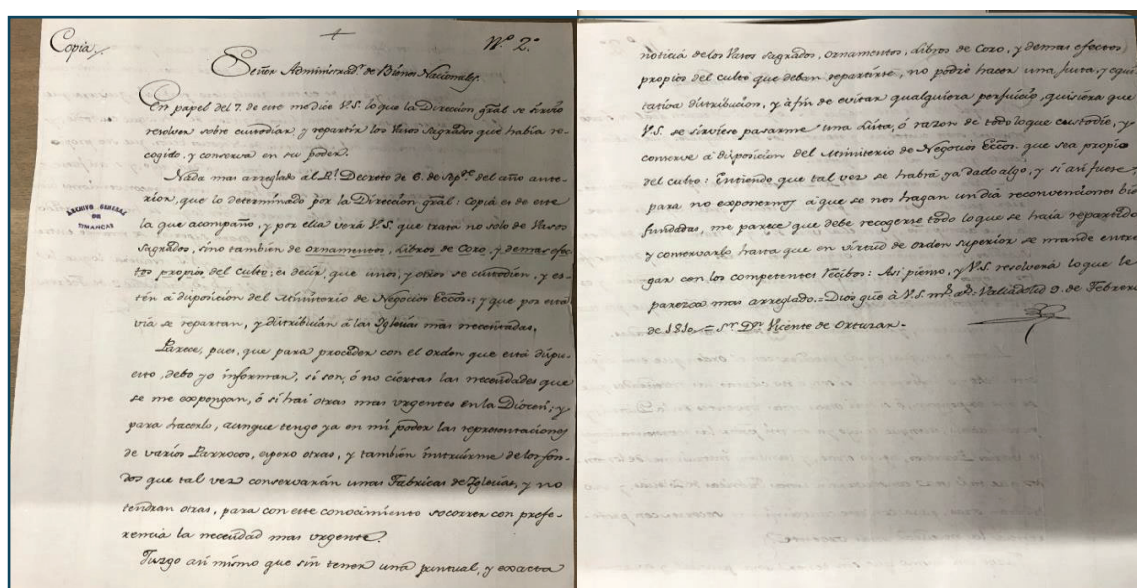 Copia,
Nº 2º
Señor Administradr. de Bienes Nacionales.
En papel del 7. de este me dice V.S. lo que la Direccion gral se sirvio
resolver sobre custodiar, y repartir los Vasos Sagrados que había re-
cogido, y conserva en su poder.
Nada mas arreglado al Rl. Decreto de 6. de Spe. del año ante-
rior, que lo determinado por la Direccion gral: Copia es de este
la que acompaño, y por ella verá V.S. que trata no solo de Vasos
Sagrados, sino tambien de ornamentos, Libros de Coro, y demas efec-
tos propios del culto; es decir, que unos, y otros se custodien, y es-
tén à disposicion del Ministerio de Negocios Eccos.; y que por esta
via se repartan, y distribuían á las Iglesias mas necesitadas.
Parece, pues, que para proceder con el orden que está dispu-
esto, debo yo informar, si son, ó no ciertas las necesidades que
se me expongan, ó si hai otras mas urgentes en la Diocesi; y
para hacerlo, aunque tengo ya en mi poder las representaciones
de varios Parrocos, espero otras, y tambien instruirme de los fon-
dos que tal vez conservarán unas Fabricas de Iglesias, y no
tendran otras, para con este conocimiento socorrer con prefe-
rencia la necesidad mas urgente.
Juzgo asi mismo que sin tener una puntual, y exacta
ARCHIVO GENERAL
DE
SIMANCAS
noticia de los Vasos Sagrados, ornamentos, Libros de Coro, y demas efectos
propios del culto que deban repartirse, no podré hacer una justa, y equi-
tativa distribucion, y à fin de evitar qualquiera perjuicio, quisiera que
V.S. se sirviese pasarme una Lista, ó razon de todo lo que custodie, y
conserve à disposicion del Ministerio de Negocios Eccos. que sea propio
del culto: Entiendo que tal vez se habrá ya dado algo, y si asi fuese,
para no exponernos à que se nos hagan un dia reconvenciones bien
fundadas, me parece que debe recogerse todo lo que se haia repartido
y conservarlo hasta que en virtud de orden superior se mande entre-
gar con los competentes recibos: Asi pienso, y V.S. resolverá lo que le
parezca mas arreglado.= Dios gue à V.S. ms. as. Valladolid 9. de Febrero
de 1810.= Sr. Dn. Vicente de Orturar.-